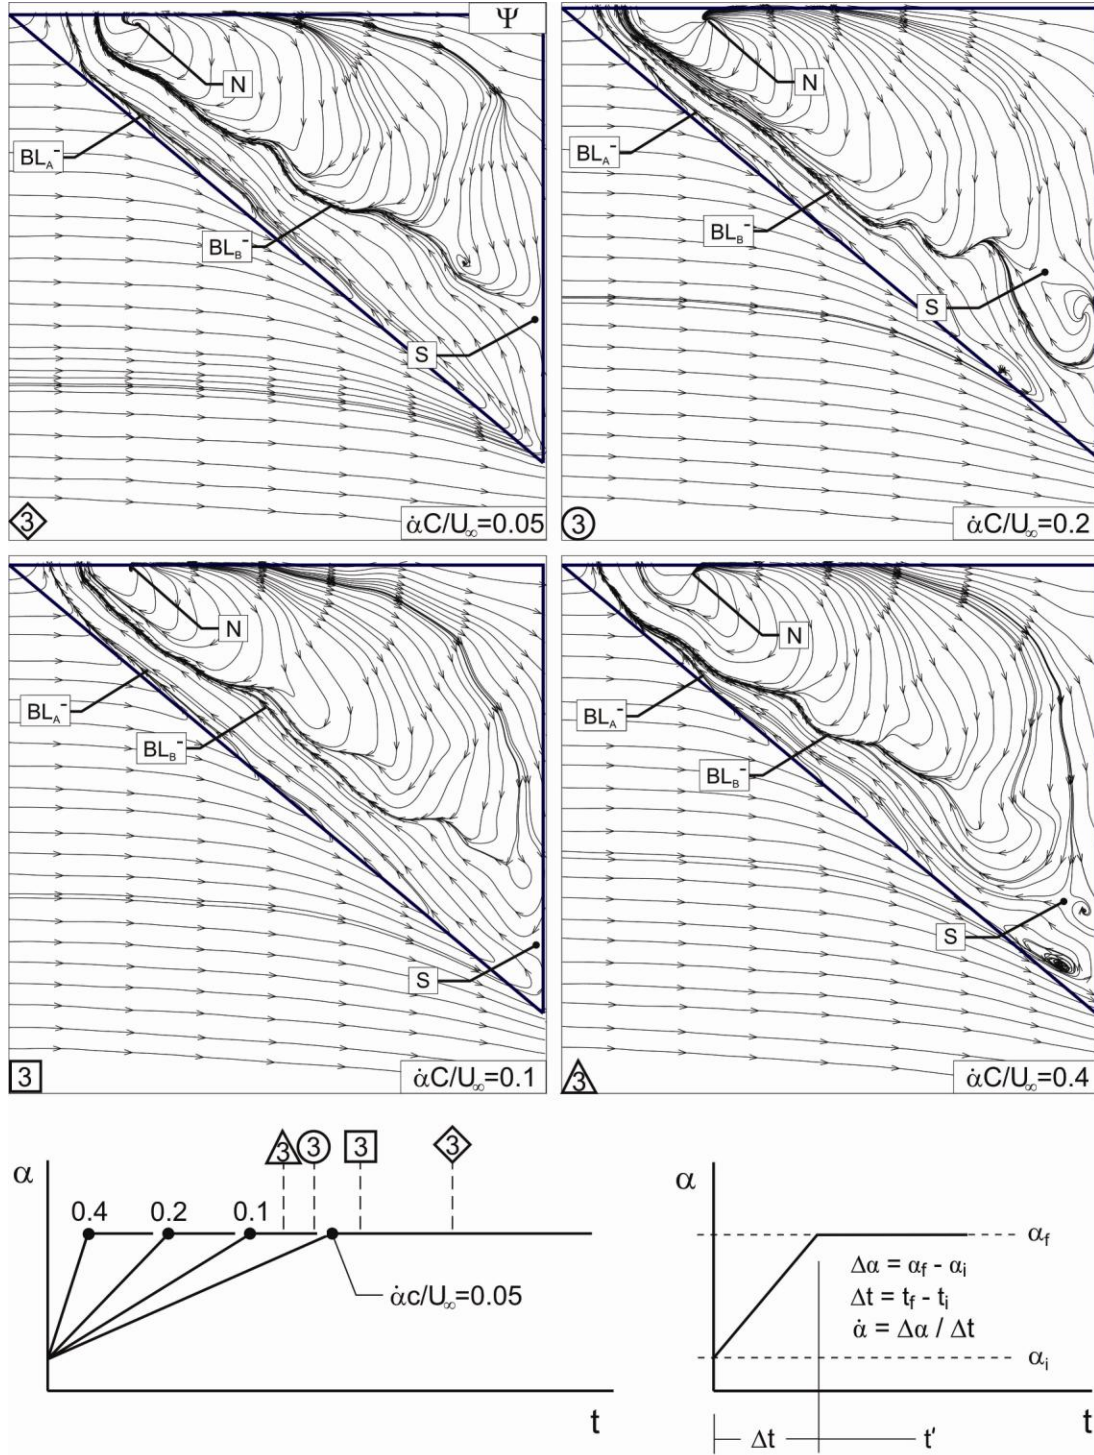 Ψ
N
BL_A⁻
BL_B⁻
S
3
α̇C/U∞=0.05
N
BL_A⁻
BL_B⁻
S
3
α̇C/U∞=0.2
N
BL_A⁻
BL_B⁻
S
3
α̇C/U∞=0.1
N
BL_A⁻
BL_B⁻
S
3
α̇C/U∞=0.4
3 3 3 3
α
0.4 0.2 0.1
α̇c/U∞=0.05
t
α
α_f
Δα = α_f - α_i
Δt = t_f - t_i
α̇ = Δα / Δt
α_i
t
Δt t'